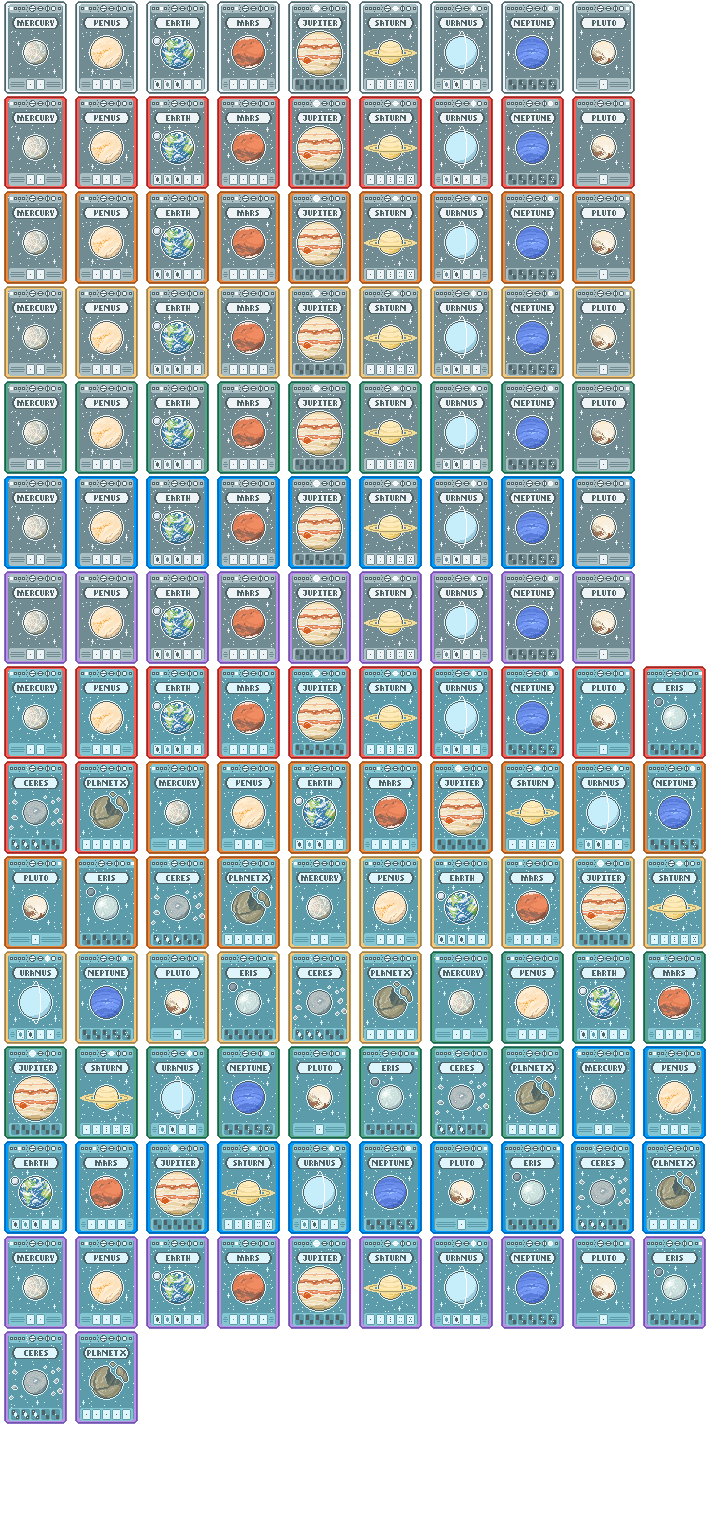 MERCURY VENUS EARTH MARS JUPITER SATURN URANUS NEPTUNE PLUTO
MERCURY VENUS EARTH MARS JUPITER SATURN URANUS NEPTUNE PLUTO
MERCURY VENUS EARTH MARS JUPITER SATURN URANUS NEPTUNE PLUTO
MERCURY VENUS EARTH MARS JUPITER SATURN URANUS NEPTUNE PLUTO
MERCURY VENUS EARTH MARS JUPITER SATURN URANUS NEPTUNE PLUTO
MERCURY VENUS EARTH MARS JUPITER SATURN URANUS NEPTUNE PLUTO
MERCURY VENUS EARTH MARS JUPITER SATURN URANUS NEPTUNE PLUTO
MERCURY VENUS EARTH MARS JUPITER SATURN URANUS NEPTUNE PLUTO ERIS
CERES PLANET X MERCURY VENUS EARTH MARS JUPITER SATURN URANUS NEPTUNE
PLUTO ERIS CERES PLANET X MERCURY VENUS EARTH MARS JUPITER SATURN
URANUS NEPTUNE PLUTO ERIS CERES PLANET X MERCURY VENUS EARTH MARS
JUPITER SATURN URANUS NEPTUNE PLUTO ERIS CERES PLANET X MERCURY VENUS
EARTH MARS JUPITER SATURN URANUS NEPTUNE PLUTO ERIS CERES PLANET X
MERCURY VENUS EARTH MARS JUPITER SATURN URANUS NEPTUNE PLUTO ERIS
CERES PLANET X